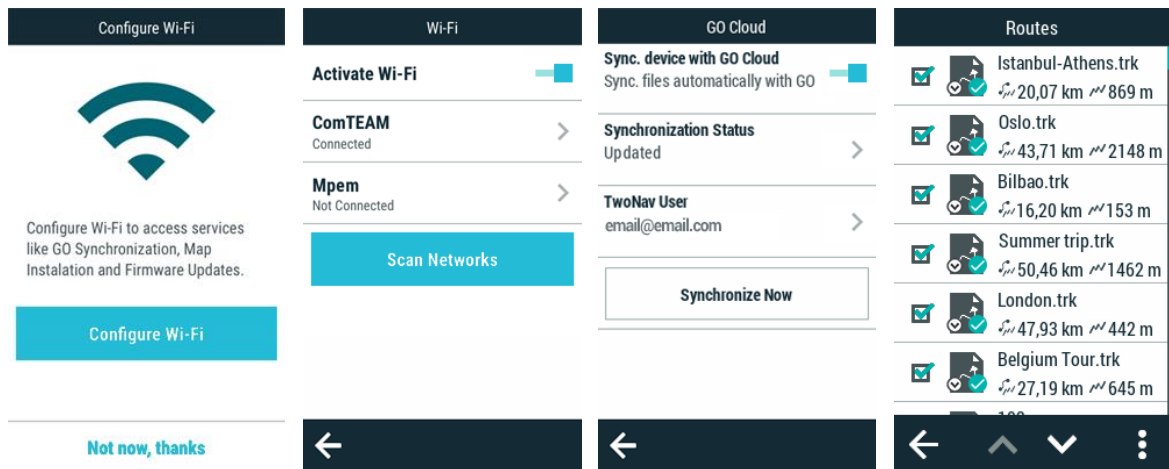 Configure Wi-Fi
Configure Wi-Fi to access services
like GO Synchronization, Map
Instalation and Firmware Updates.
Configure Wi-Fi
Not now, thanks
Wi-Fi
Activate Wi-Fi
ComTEAM
Connected
Mpem
Not Connected
Scan Networks
GO Cloud
Sync. device with GO Cloud
Sync. files automatically with GO
Synchronization Status
Updated
TwoNav User
email@email.com
Synchronize Now
Routes
Istanbul-Athens.trk
20,07 km 869 m
Oslo.trk
43,71 km 2148 m
Bilbao.trk
16,20 km 153 m
Summer trip.trk
50,46 km 1462 m
London.trk
47,93 km 442 m
Belgium Tour.trk
27,19 km 645 m